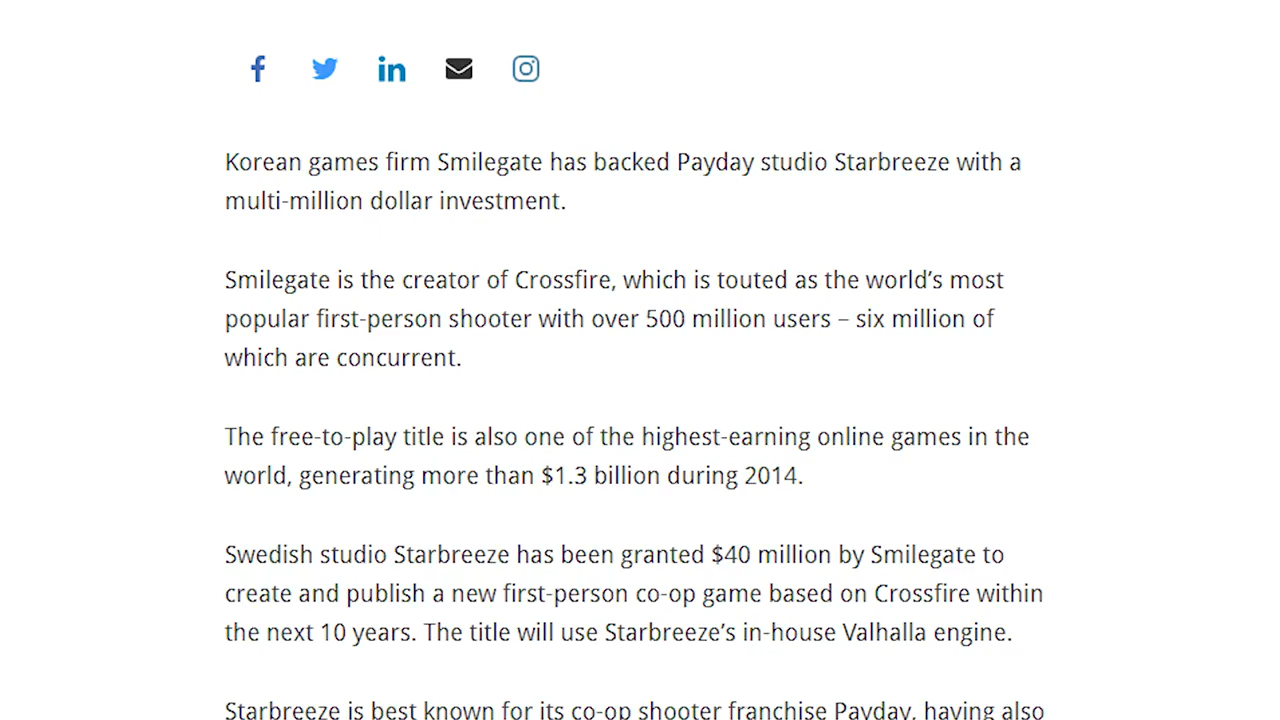 Korean games firm Smilegate has backed Payday studio Starbreeze with a
multi-million dollar investment.
Smilegate is the creator of Crossfire, which is touted as the world’s most
popular first-person shooter with over 500 million users – six million of
which are concurrent.
The free-to-play title is also one of the highest-earning online games in the
world, generating more than $1.3 billion during 2014.
Swedish studio Starbreeze has been granted $40 million by Smilegate to
create and publish a new first-person co-op game based on Crossfire within
the next 10 years. The title will use Starbreeze’s in-house Valhalla engine.
Starbreeze is best known for its co-op shooter franchise Payday, having also